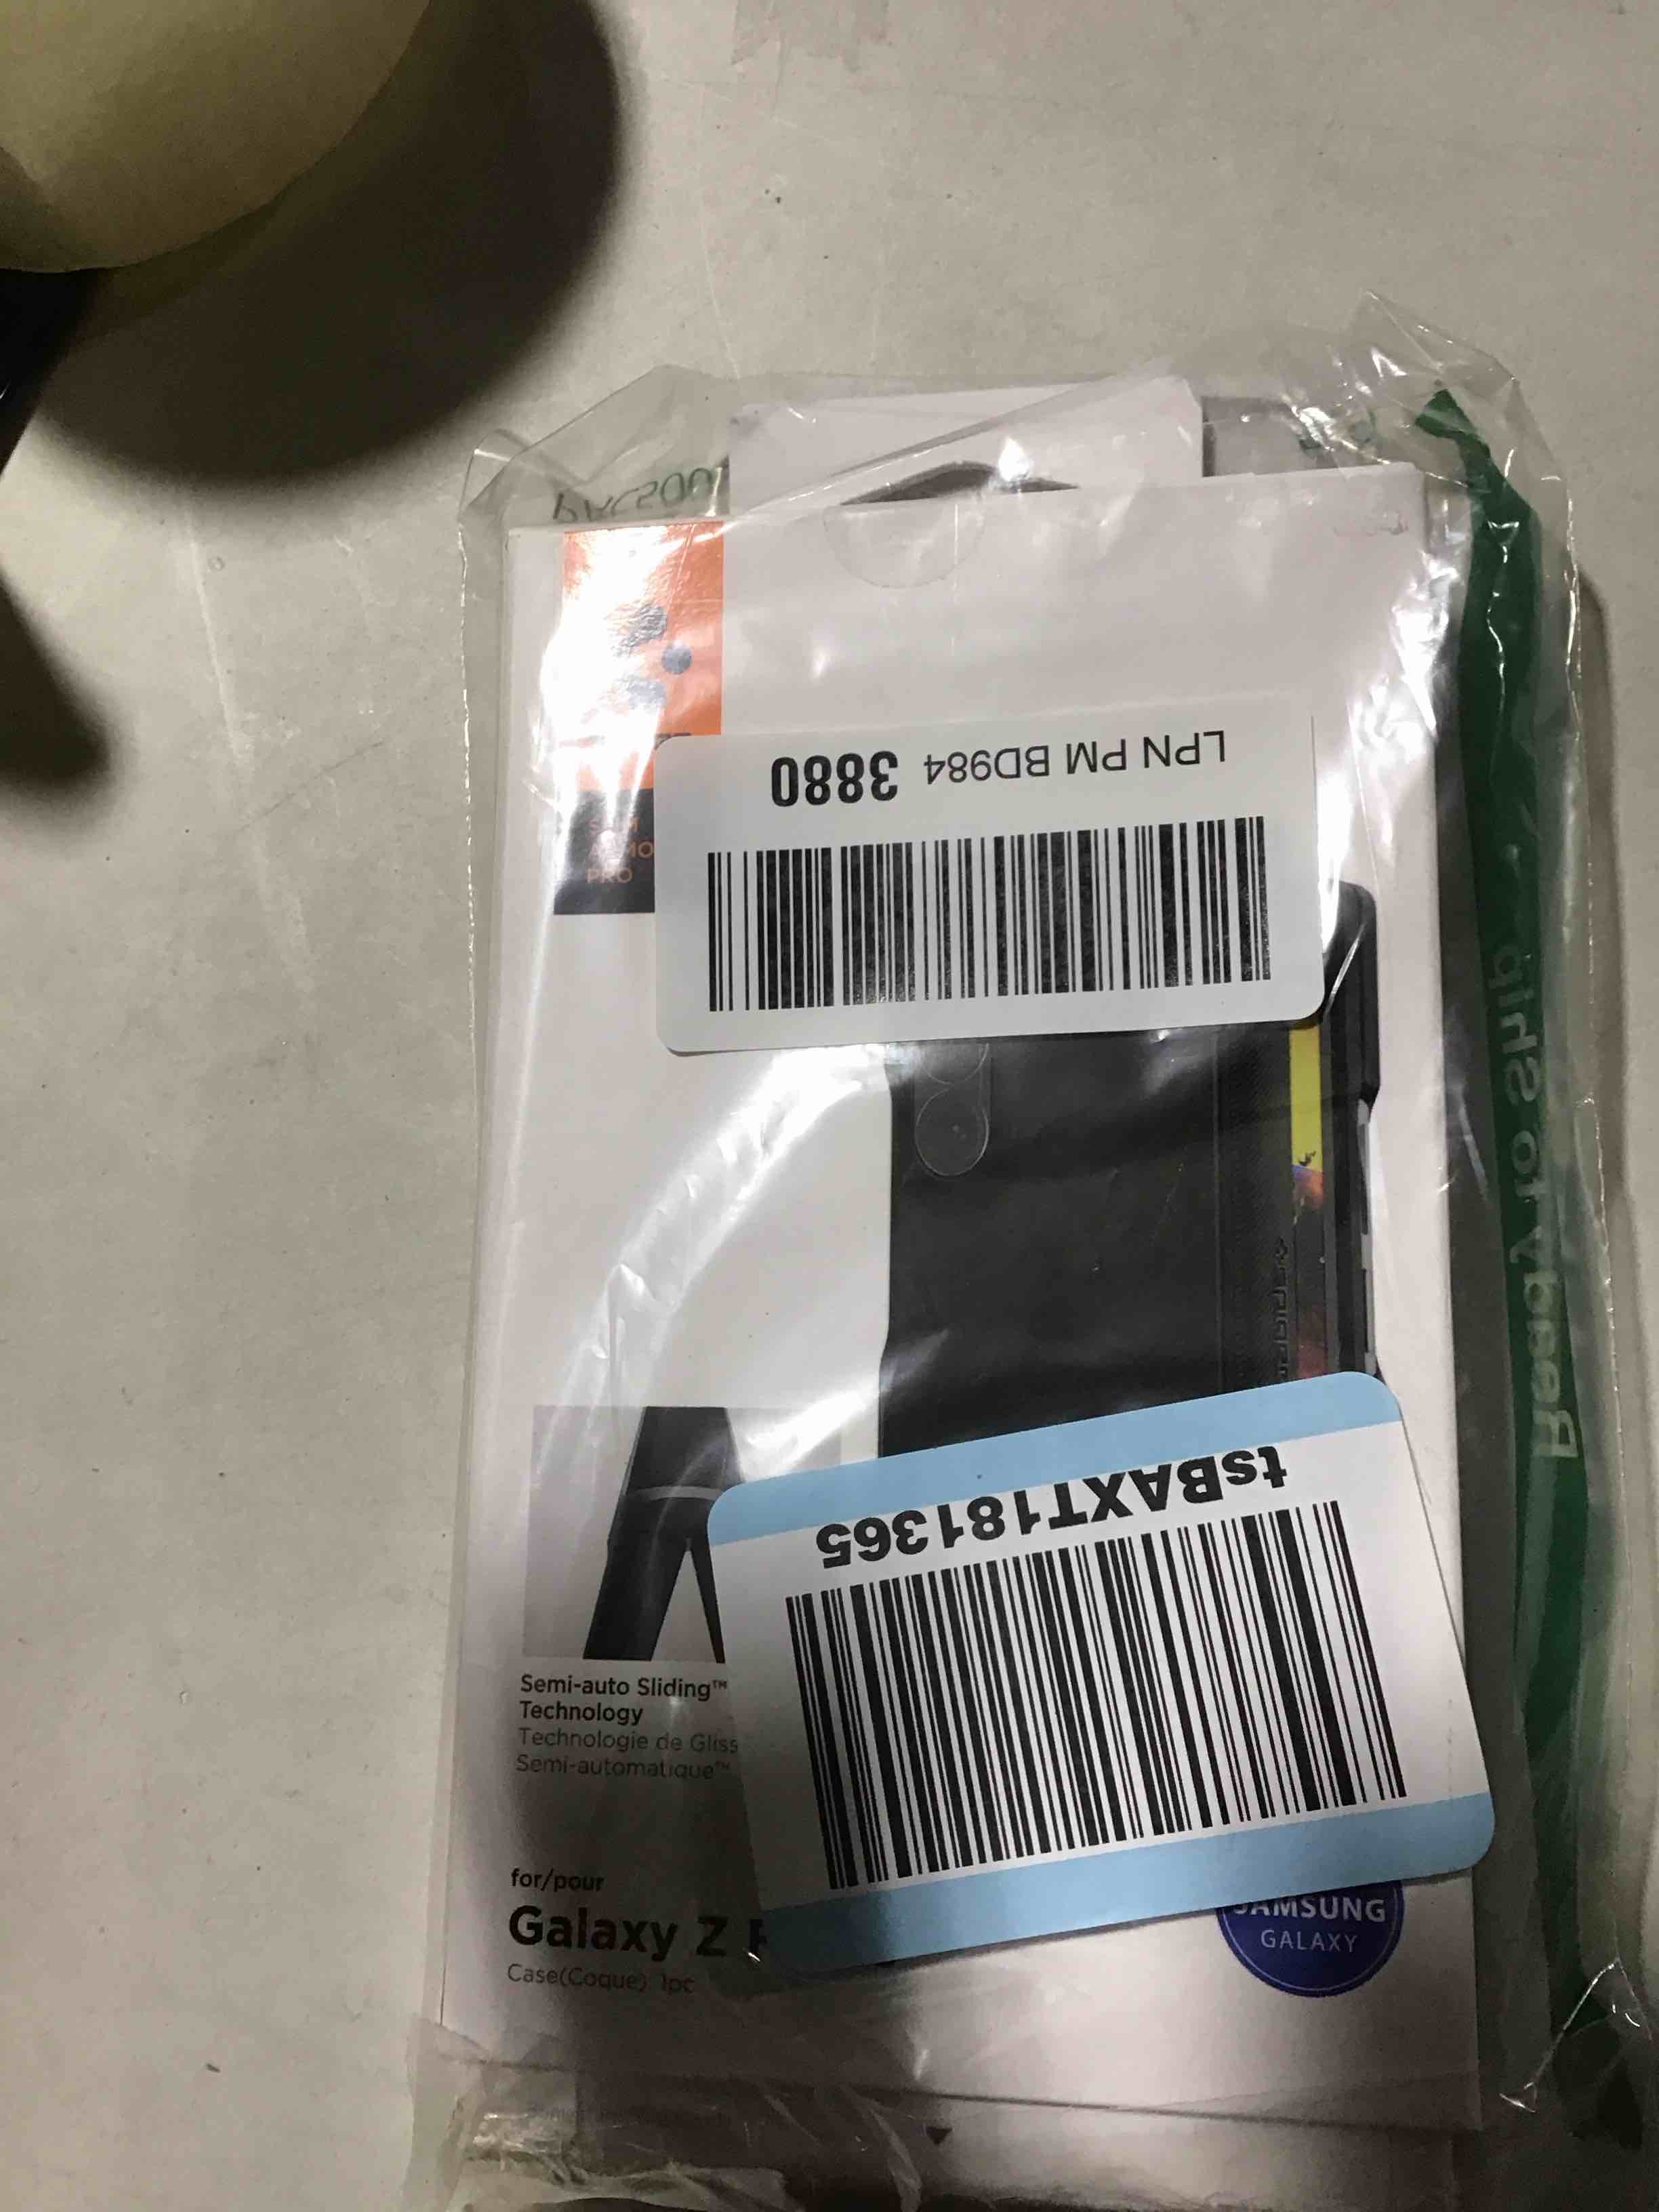 LPN PM BD984 3880
PRO
tsBAXT181365
Semi-auto Sliding™
Technology
Technologie de Gliss
Semi-automatique™
for/pour
Galaxy Z
Case(Coque) 1pc
SAMSUNG
GALAXY
Ready to Ship